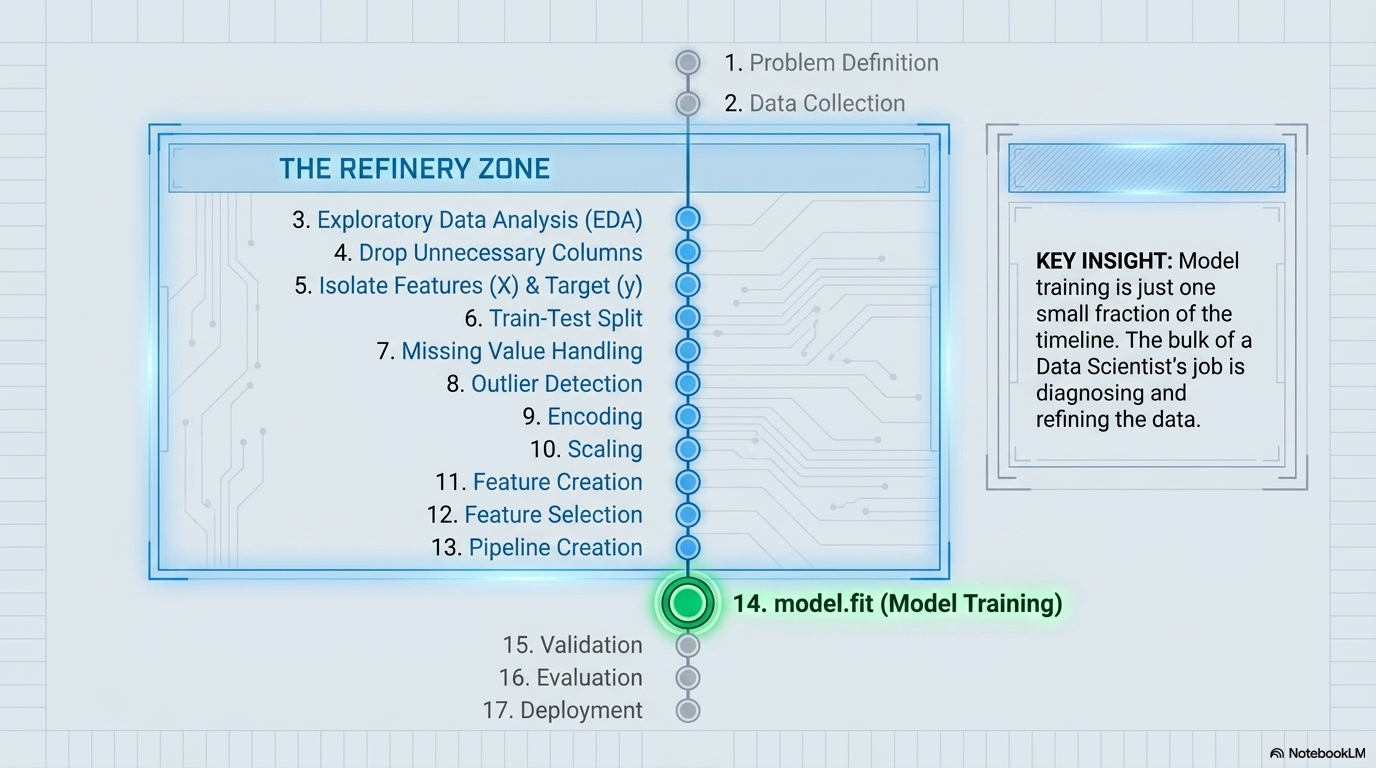 1. Problem Definition
2. Data Collection
THE REFINERY ZONE
3. Exploratory Data Analysis (EDA)
4. Drop Unnecessary Columns
5. Isolate Features (X) & Target (y)
6. Train-Test Split
7. Missing Value Handling
8. Outlier Detection
9. Encoding
10. Scaling
11. Feature Creation
12. Feature Selection
13. Pipeline Creation
14. model.fit (Model Training)
15. Validation
16. Evaluation
17. Deployment
KEY INSIGHT: Model
training is just one
small fraction of the
timeline. The bulk of a
Data Scientist's job is
diagnosing and
refining the data.
NotebookLM